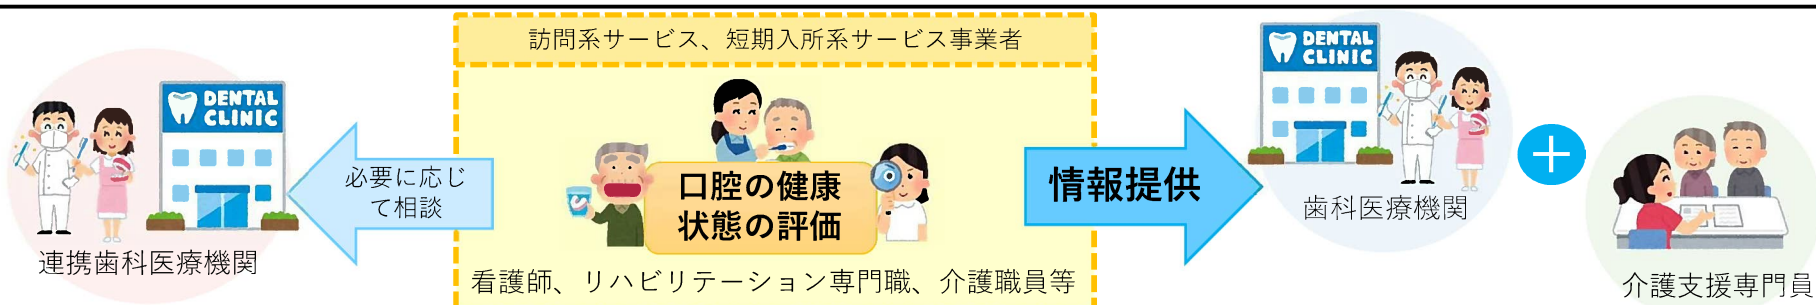 訪問系サービス、短期入所系サービス事業者
DENTAL
CLINIC
必要に応じ
て相談
連携歯科医療機関
口腔の健康
状態の評価
看護師、リハビリテーション専門職、介護職員等
情報提供
DENTAL
CLINIC
歯科医療機関
介護支援専門員